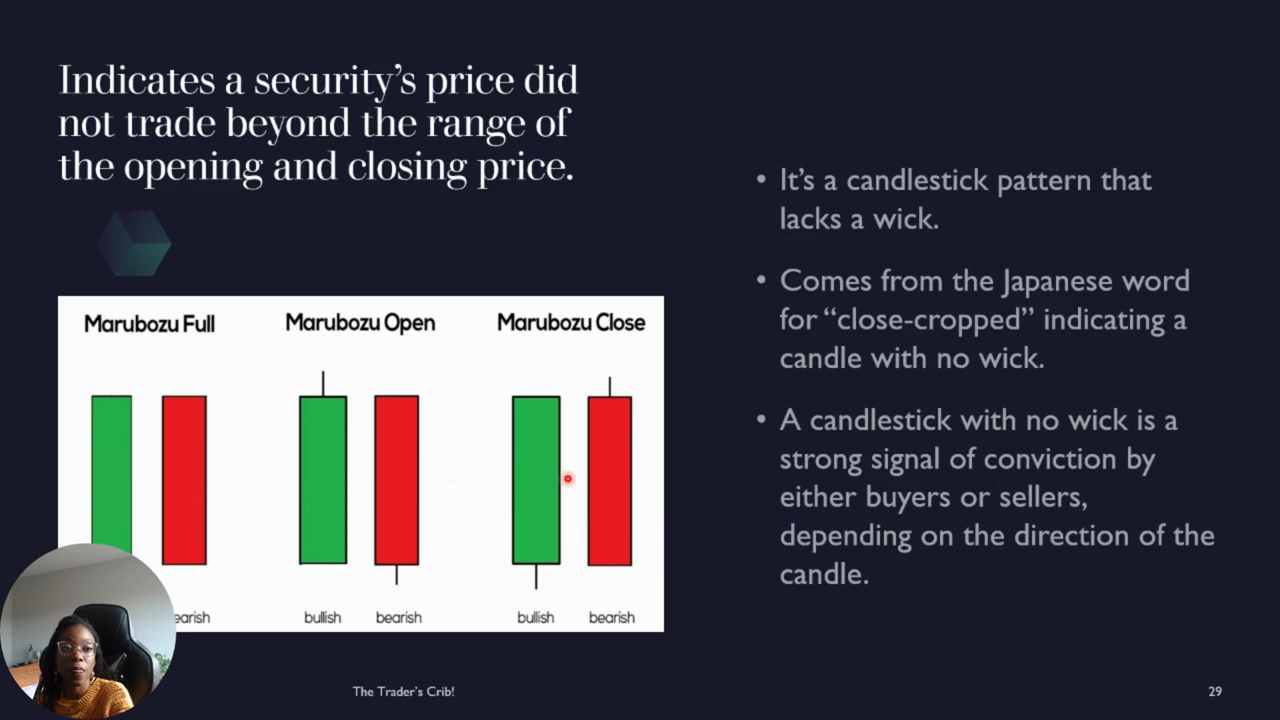 Indicates a security’s price did
not trade beyond the range of
the opening and closing price.
• It’s a candlestick pattern that
lacks a wick.
• Comes from the Japanese word
for “close-cropped” indicating a
candle with no wick.
• A candlestick with no wick is a
strong signal of conviction by
either buyers or sellers,
depending on the direction of the
candle.
Marubozu Full
Marubozu Open
Marubozu Close
earish
bullish
bearish
bullish
bearish
The Trader’s Crib!
29